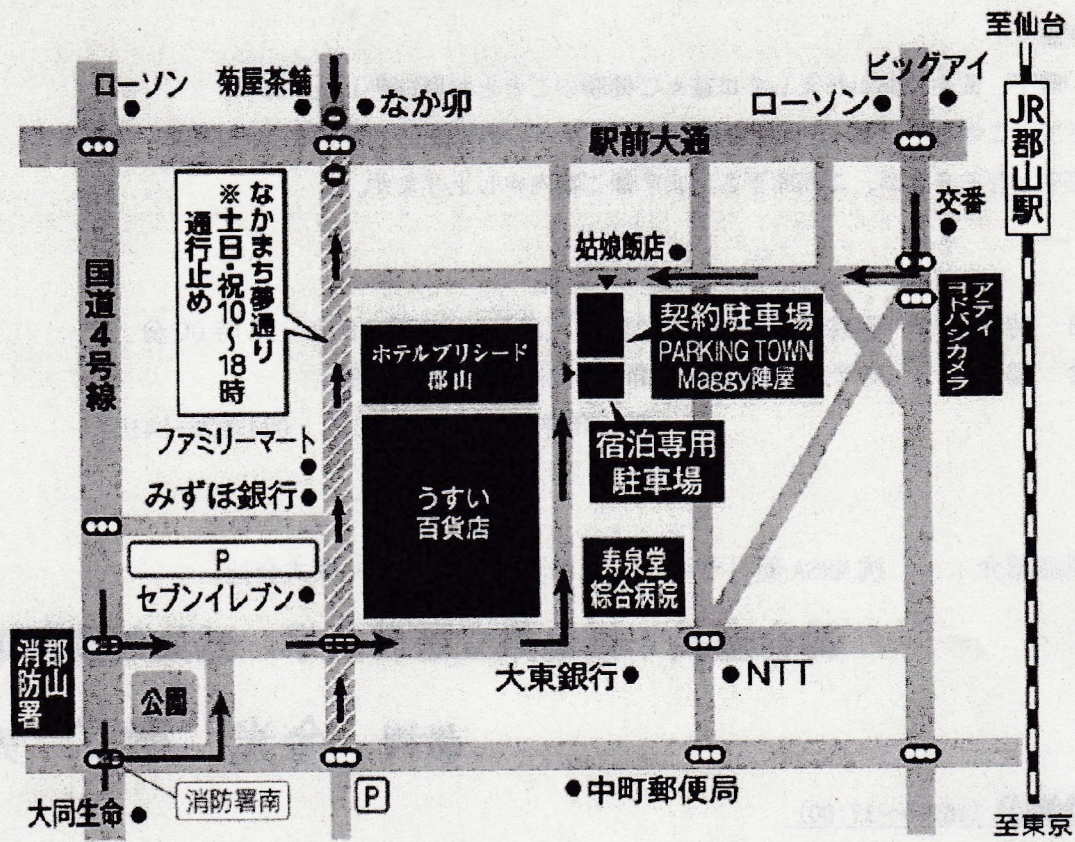 至仙台
ビッグアイ
ローソン
菊屋茶舗
なか卯
ローソン
JR郡山駅
駅前大通
交番
なかまち夢通り
※土日・祝10〜18時
通行止め
姑娘飯店
国道4号線
アティ
ヨドバシカメラ
契約駐車場
PARKING TOWN
Maggy陣屋
ホテルブリシード
郡山
ファミリーマート
宿泊専用
駐車場
みずほ銀行
うすい
百貨店
P
セブンイレブン
寿泉堂
綜合病院
郡山
消防署
公園
大東銀行
NTT
消防署南
P
中町郵便局
大同生命
至東京